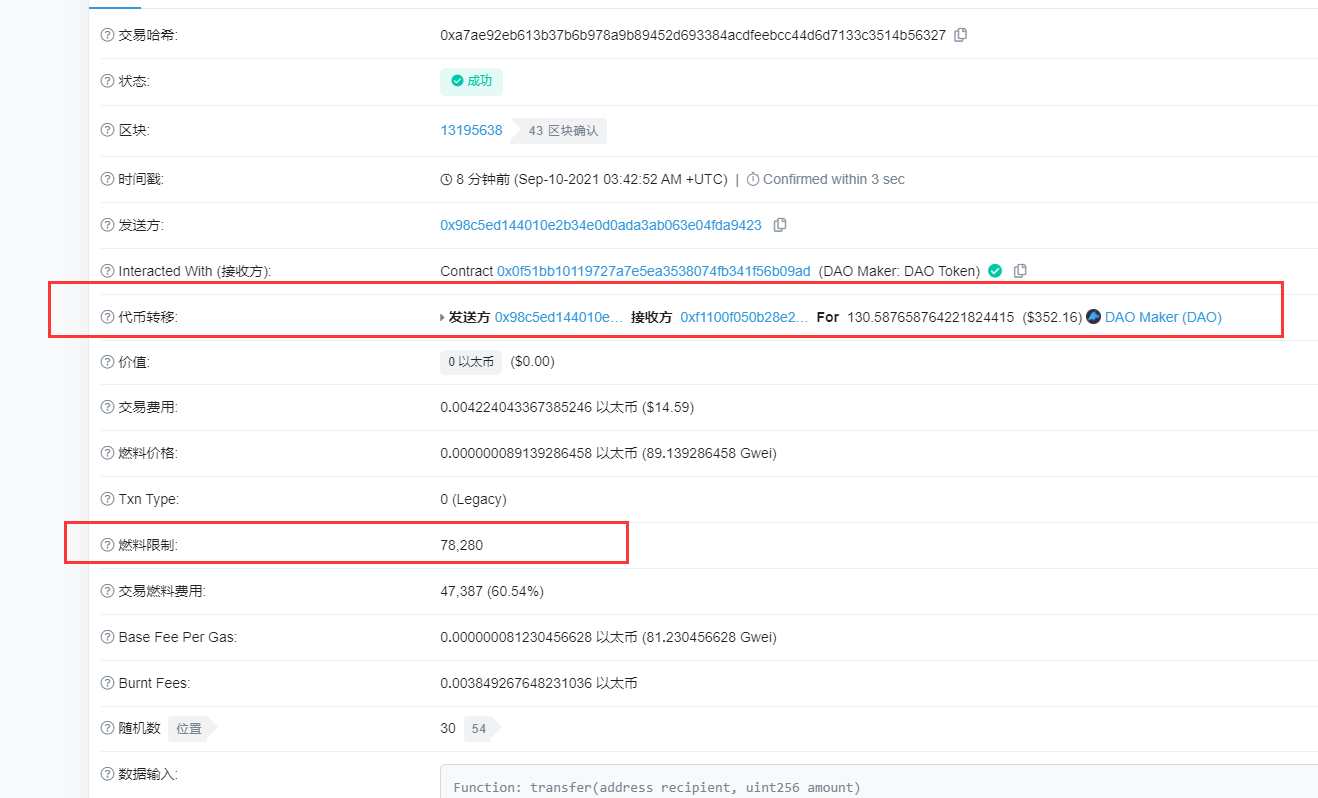 交易哈希: 0xa7ae92eb613b37b6b978a9b89452d693384acdfeebcc44d6d7133c3514b56327
状态: 成功
区块: 13195638 43 区块确认
时间戳: 8 分钟前 (Sep-10-2021 03:42:52 AM +UTC) | Confirmed within 3 sec
发送方: 0x98c5ed144010e2b34e0d0ada3ab063e04fda9423
Interacted With (接收方): Contract 0x0f51bb10119727a7e5ea3538074fb341f56b09ad (DAO Maker: DAO Token)
代币转移: 发送方 0x98c5ed144010e... 接收方 0xf1100f050b28e2... For 130.587658764221824415 ($352.16) DAO Maker (DAO)
价值: 0 以太币 ($0.00)
交易费用: 0.004224043367385246 以太币 ($14.59)
燃料价格: 0.000000089139286458 以太币 (89.139286458 Gwei)
Txn Type: 0 (Legacy)
燃料限制: 78,280
交易燃料费用: 47,387 (60.54%)
Base Fee Per Gas: 0.000000081230456628 以太币 (81.230456628 Gwei)
Burnt Fees: 0.003849267648231036 以太币
随机数 位置 30 54
数据输入: Function: transfer(address recipient, uint256 amount)